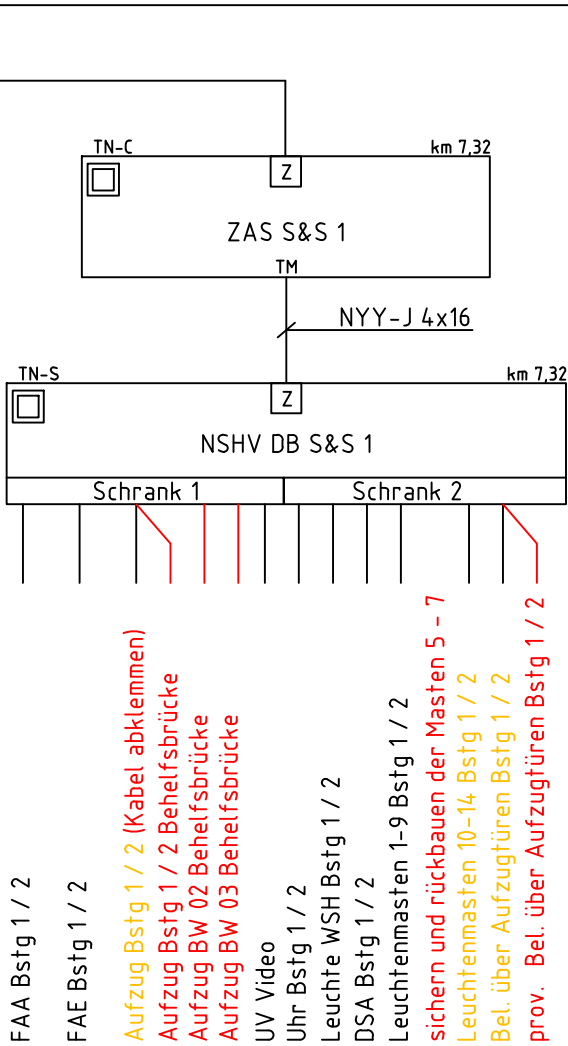 TN-C
km 7,32
Z
ZAS S&S 1
TM
NYY-J 4x16
TN-S
km 7,32
Z
NSHV DB S&S 1
Schrank 1
Schrank 2
FAA Bstg 1 / 2
FAE Bstg 1 / 2
Aufzug Bstg 1 / 2 (Kabel abklemmen)
Aufzug Bstg 1 / 2 Behelfsbrücke
Aufzug BW 02 Behelfsbrücke
Aufzug BW 03 Behelfsbrücke
UV Video
Uhr Bstg 1 / 2
Leuchte WSH Bstg 1 / 2
DSA Bstg 1 / 2
Leuchtenmasten 1-9 Bstg 1 / 2
sichern und rückbauen der Masten 5 - 7
Leuchtenmasten 10-14 Bstg 1 / 2
Bel. über Aufzugtüren Bstg 1 / 2
prov. Bel. über Aufzugtüren Bstg 1 / 2